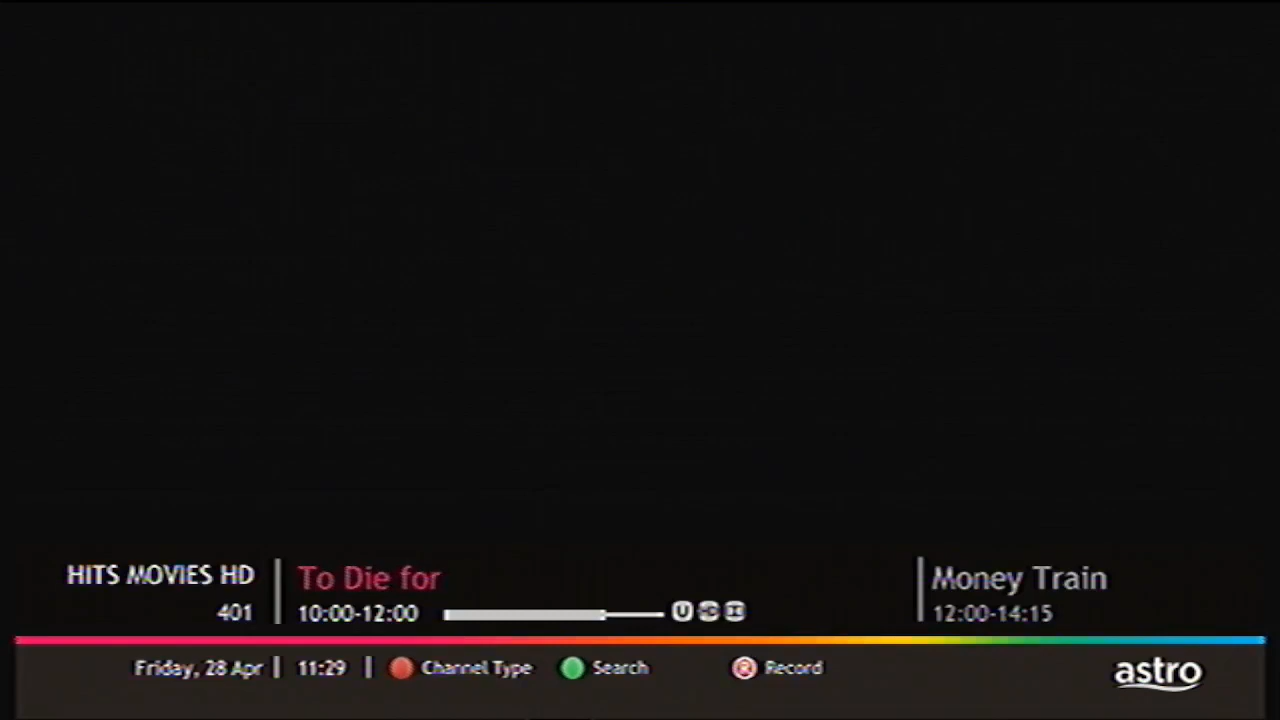 HITS MOVIES HD
401
To Die for
10:00-12:00
U HD I
Money Train
12:00-14:15
Friday, 28 Apr
11:29
Channel Type
Search
R Record
astro